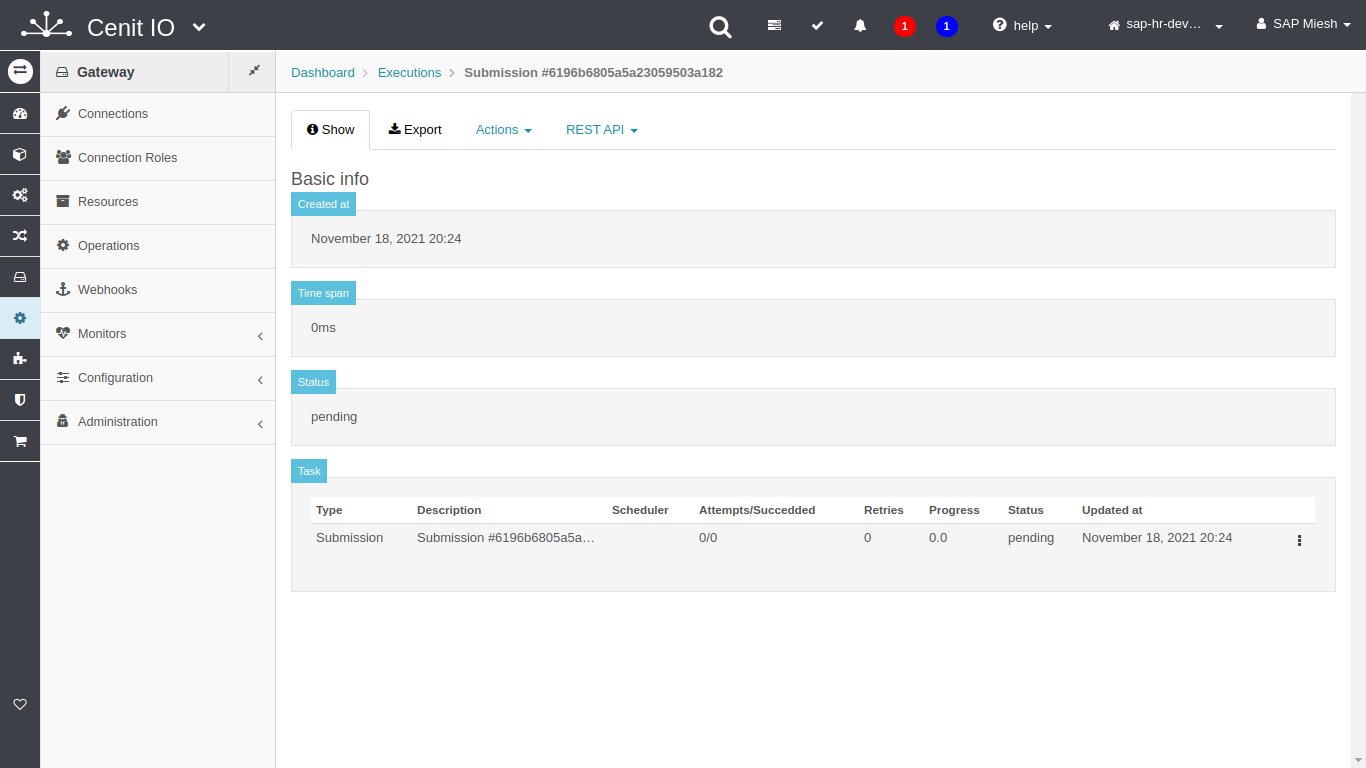 Cenit IO
1
1
help
sap-hr-dev…
SAP Miesh
Gateway
Dashboard
Executions
Submission #6196b6805a5a23059503a182
Connections
Connection Roles
Resources
Operations
Webhooks
Monitors
Configuration
Administration
Show
Export
Actions
REST API
Basic info
Created at
November 18, 2021 20:24
Time span
0ms
Status
pending
Task
Type Description Scheduler Attempts/Succedded Retries Progress Status Updated at
Submission Submission #6196b6805a5a… 0/0 0 0.0 pending November 18, 2021 20:24